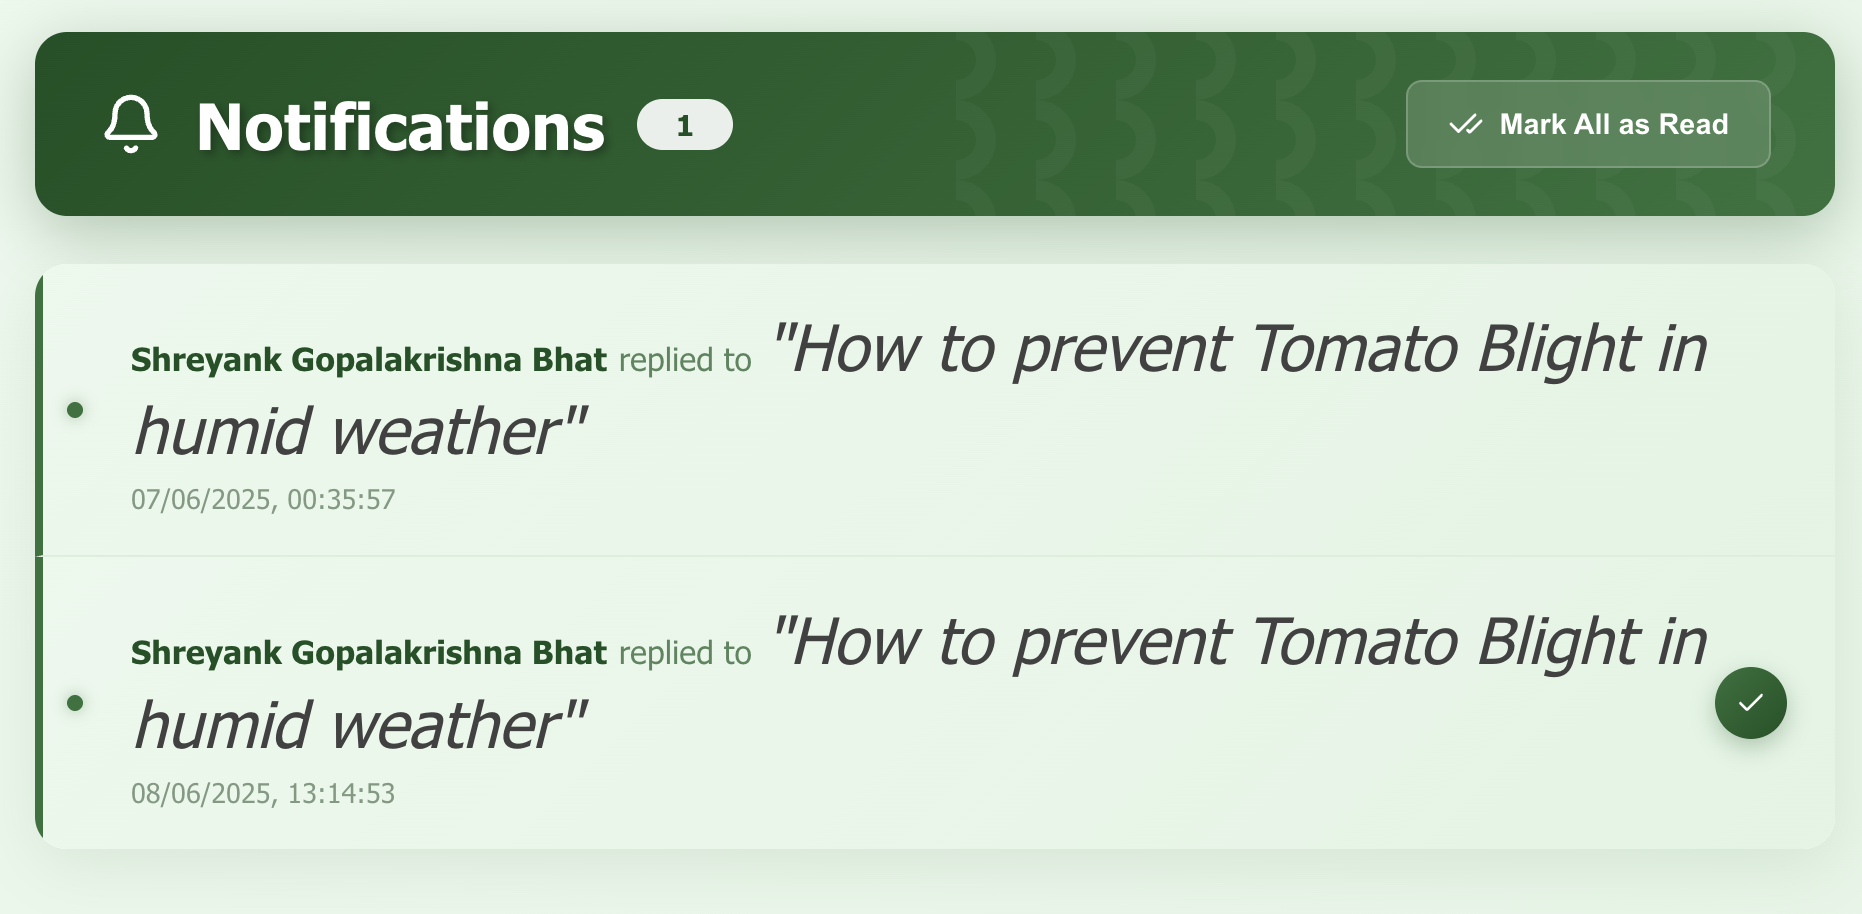 Notifications 1
Mark All as Read
Shreyank Gopalakrishna Bhat replied to "How to prevent Tomato Blight in
humid weather"
07/06/2025, 00:35:57
Shreyank Gopalakrishna Bhat replied to "How to prevent Tomato Blight in
humid weather"
08/06/2025, 13:14:53